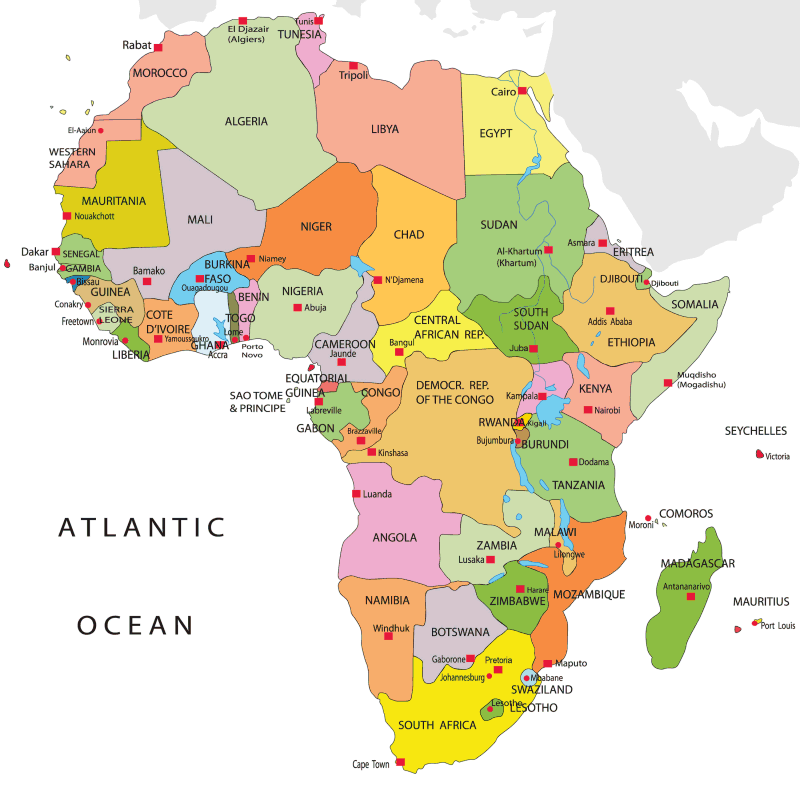 El Djazair
(Algiers)
Tunis
TUNESIA
Rabat
MOROCCO
Tripoli
Cairo
ALGERIA
LIBYA
EGYPT
El-Aaiun
WESTERN
SAHARA
MAURITANIA
Nouakchott
MALI
NIGER
CHAD
SUDAN
Al-Khartum
(Khartum)
Asmara
ERITREA
Dakar
SENEGAL
Banjul
GAMBIA
Bissau
GUINEA
Bamako
BURKINA
FASO
Ouagadougou
Niamey
N'Djamena
DJIBOUTI
Djibouti
SOMALIA
Conakry
SIERRA
LEONE
Freetown
Monrovia
LIBERIA
COTE
D'IVOIRE
Yamoussoukro
GHANA
Accra
TOGO
Lome
BENIN
Porto
Novo
NIGERIA
Abuja
CAMEROON
Jaunde
CENTRAL
AFRICAN REP.
Bangul
SOUTH
SUDAN
Juba
Addis Ababa
ETHIOPIA
Muqdisho
(Mogadishu)
EQUATORIAL
GUINEA
SAO TOME
& PRINCIPE
Labreville
GABON
CONGO
Brazzaville
Kinshasa
DEMOCR. REP.
OF THE CONGO
Kampala
KENYA
Nairobi
RWANDA
Kigali
Bujumbura
BURUNDI
Dodama
TANZANIA
SEYCHELLES
Victoria
Luanda
ANGOLA
ZAMBIA
Lusaka
MALAWI
Lilongwe
COMOROS
Moroni
MADAGASCAR
Antananarivo
MAURITIUS
Port Louis
ATLANTIC
OCEAN
NAMIBIA
Windhuk
BOTSWANA
Gaborone
ZIMBABWE
Harare
MOZAMBIQUE
Maputo
Pretoria
Johannesburg
Mbabane
SWAZILAND
Lesotho
LESOTHO
SOUTH AFRICA
Cape Town